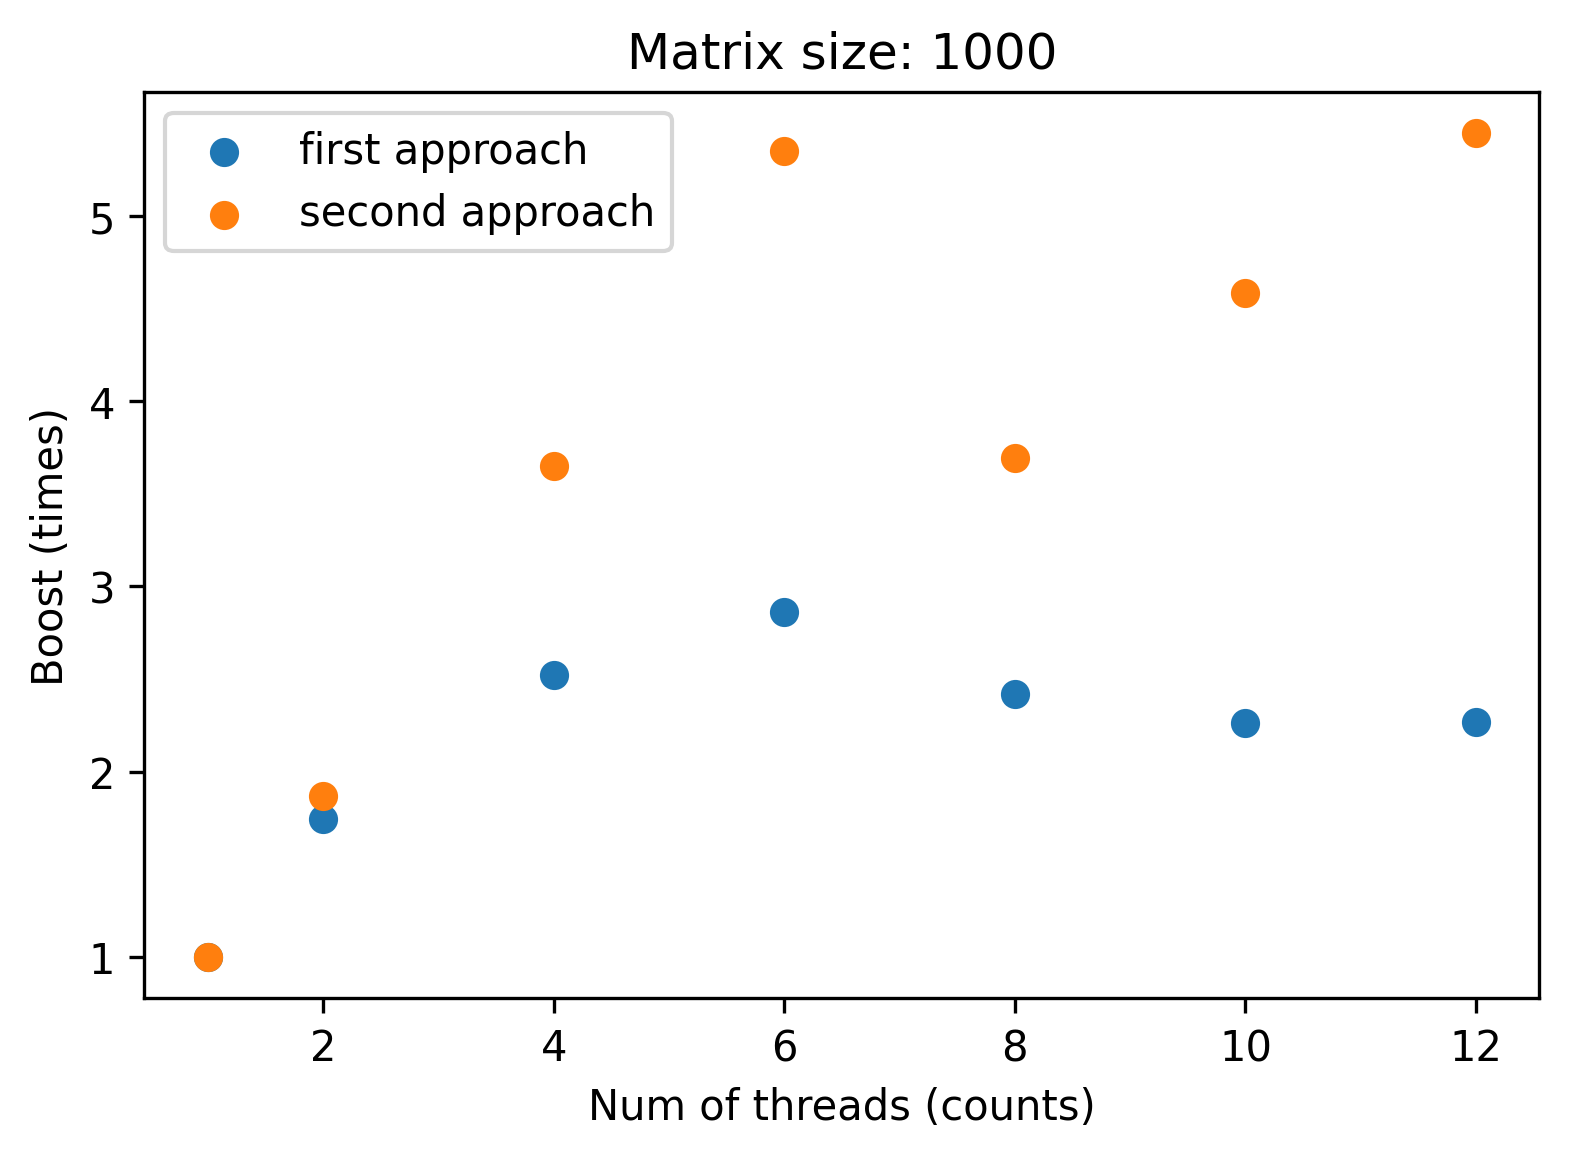 Matrix size: 1000
first approach
second approach
5
4
3
2
1
Boost (times)
2 4 6 8 10 12
Num of threads (counts)